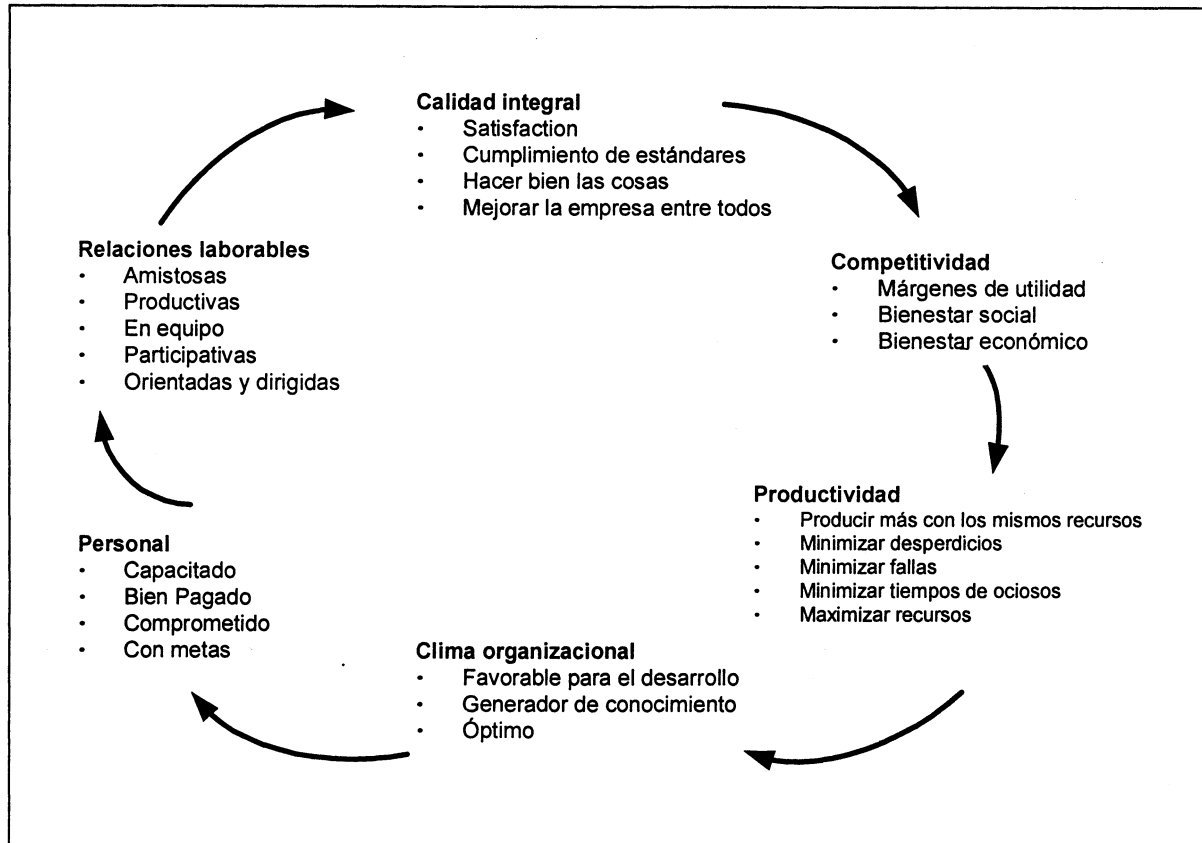 Calidad integral
· Satisfaction
· Cumplimiento de estándares
· Hacer bien las cosas
· Mejorar la empresa entre todos
Competitividad
· Márgenes de utilidad
· Bienestar social
· Bienestar económico
Productividad
· Producir más con los mismos recursos
· Minimizar desperdicios
· Minimizar fallas
· Minimizar tiempos de ociosos
· Maximizar recursos
Clima organizacional
· Favorable para el desarrollo
· Generador de conocimiento
· Óptimo
Personal
· Capacitado
· Bien Pagado
· Comprometido
· Con metas
Relaciones laborables
· Amistosas
· Productivas
· En equipo
· Participativas
· Orientadas y dirigidas